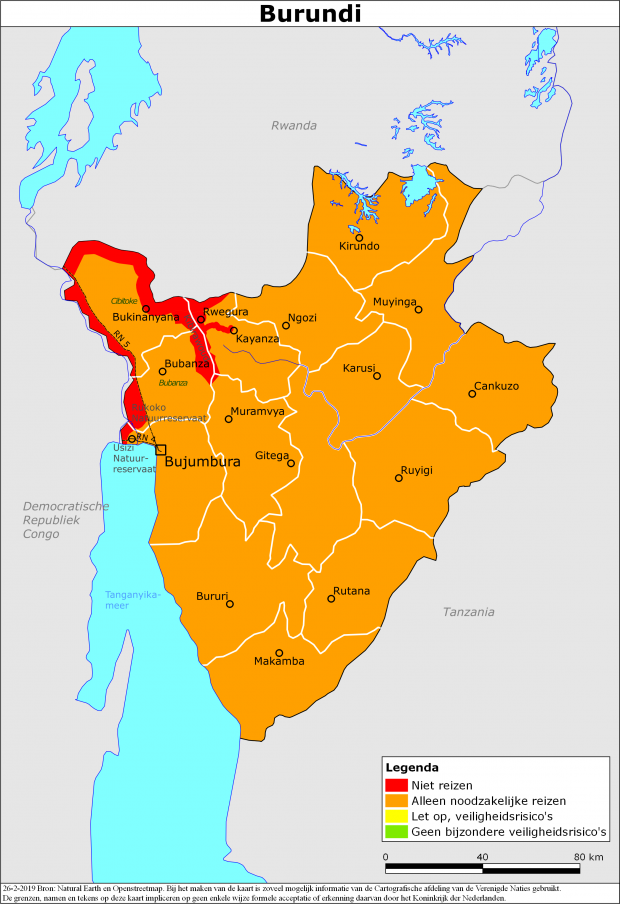 Burundi
Rwanda
Kirundo
Cibitoke
Bukinanyana
Rwegura
Muyinga
Ngozi
Kayanza
RN 5
Bubanza
Karusi
Bubanza
Cankuzo
Muramvya
Natuurreservaat
RN 4
Usizi
Natuur-
reservaat
Bujumbura
Gitega
Ruyigi
Democratische
Republiek
Congo
Tanganyika-
meer
Bururi
Rutana
Tanzania
Makamba
Legenda
Niet reizen
Alleen noodzakelijke reizen
Let op, veiligheidsrisico's
Geen bijzondere veiligheidsrisico's
0 40 80 km
26-2-2019 Bron: Natural Earth en Openstreetmap. Bij het maken van de kaart is zoveel mogelijk informatie van de Cartografische afdeling van de Verenigde Naties gebruikt.
De grenzen, namen en tekens op deze kaart impliceren op geen enkele wijze formele acceptatie of erkenning daarvan door het Koninkrijk der Nederlanden.